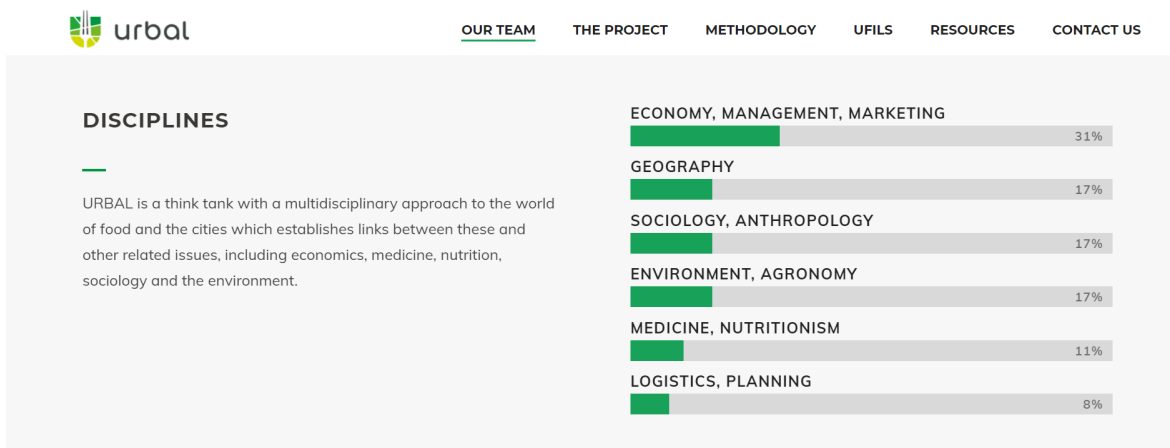 urbal
OUR TEAM THE PROJECT METHODOLOGY UFILS RESOURCES CONTACT US
DISCIPLINES
URBAL is a think tank with a multidisciplinary approach to the world
of food and the cities which establishes links between these and
other related issues, including economics, medicine, nutrition,
sociology and the environment.
ECONOMY, MANAGEMENT, MARKETING
31%
GEOGRAPHY
17%
SOCIOLOGY, ANTHROPOLOGY
17%
ENVIRONMENT, AGRONOMY
17%
MEDICINE, NUTRITIONISM
11%
LOGISTICS, PLANNING
8%